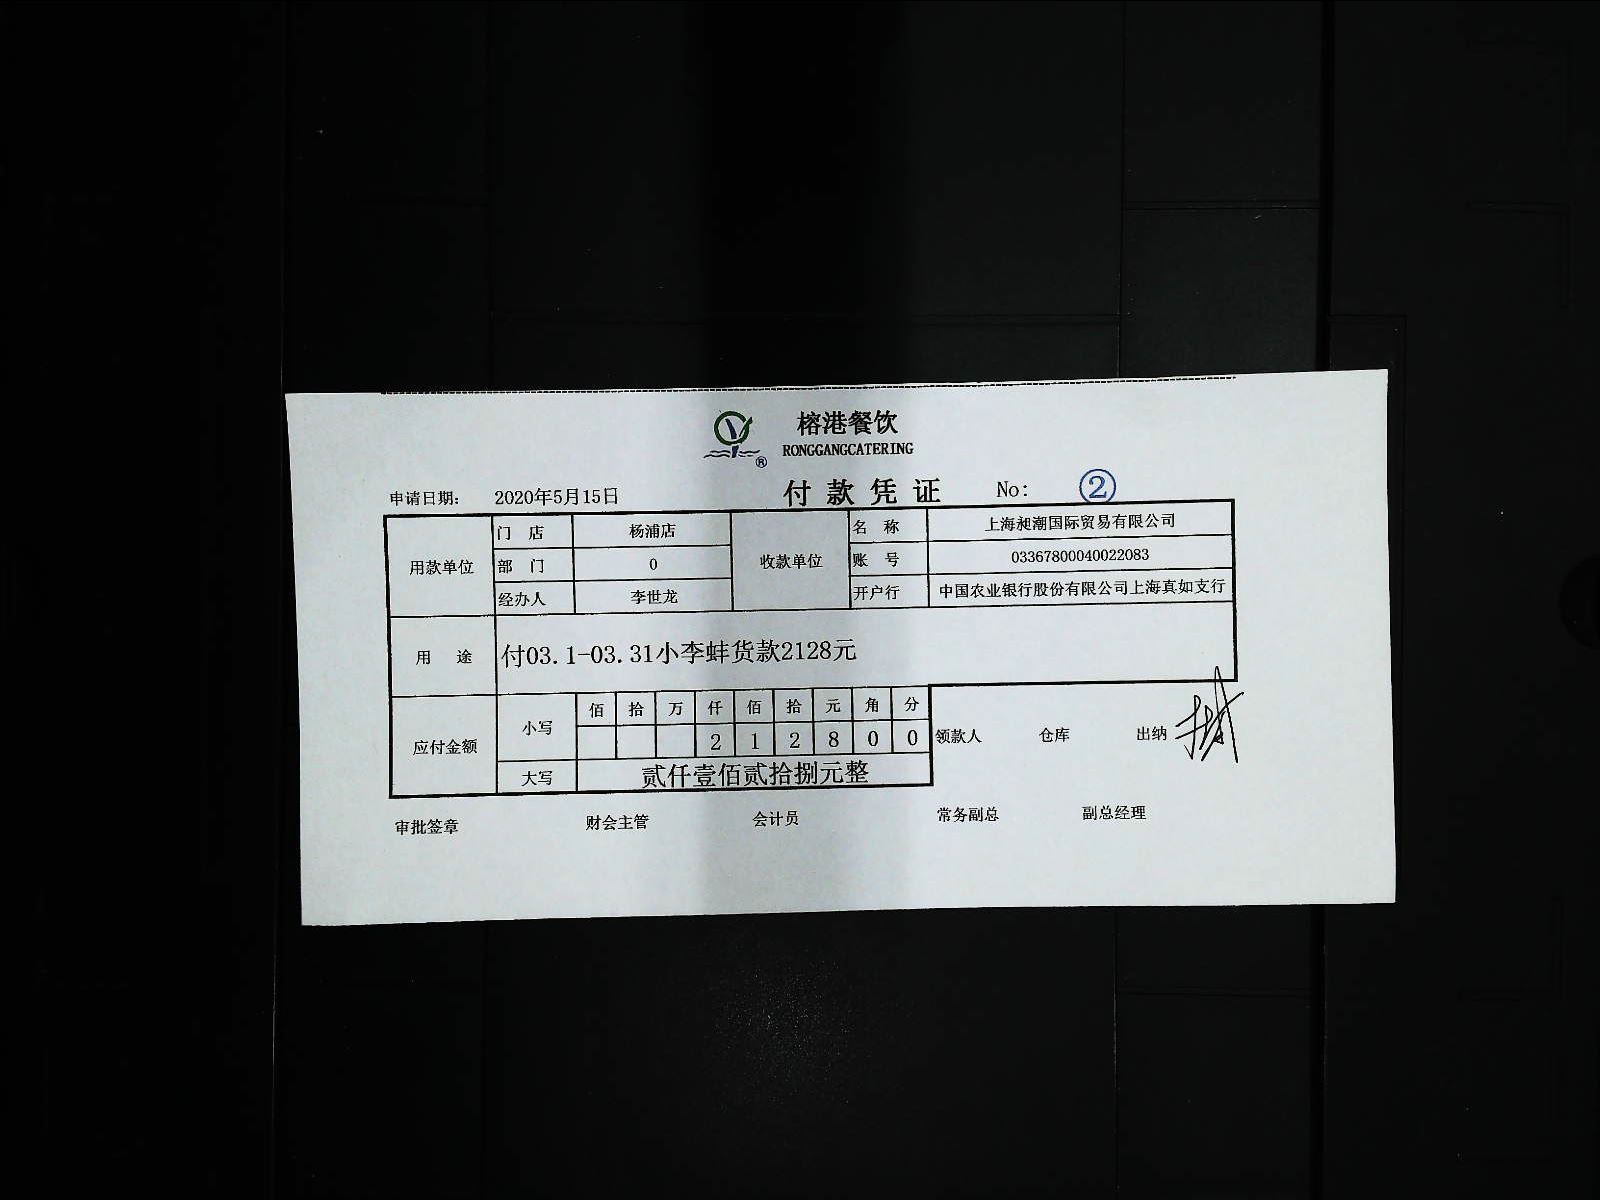 榕港餐饮
RONGGANGCATERING
®
申请日期: 2020年5月15日 付款凭证 No: ②
用款单位 门 店 杨浦店 收款单位 名 称 上海昶潮国际贸易有限公司
部 门 0 账 号 03367800040022083
经办人 李世龙 开户行 中国农业银行股份有限公司上海真如支行
用 途 付03.1-03.31小李蚌货款2128元
应付金额 小写 佰 拾 万 仟 佰 拾 元 角 分
2 1 2 8 0 0
领款人 仓库 出纳
大写 贰仟壹佰贰拾捌元整
审批签章 财会主管 会计员 常务副总 副总经理